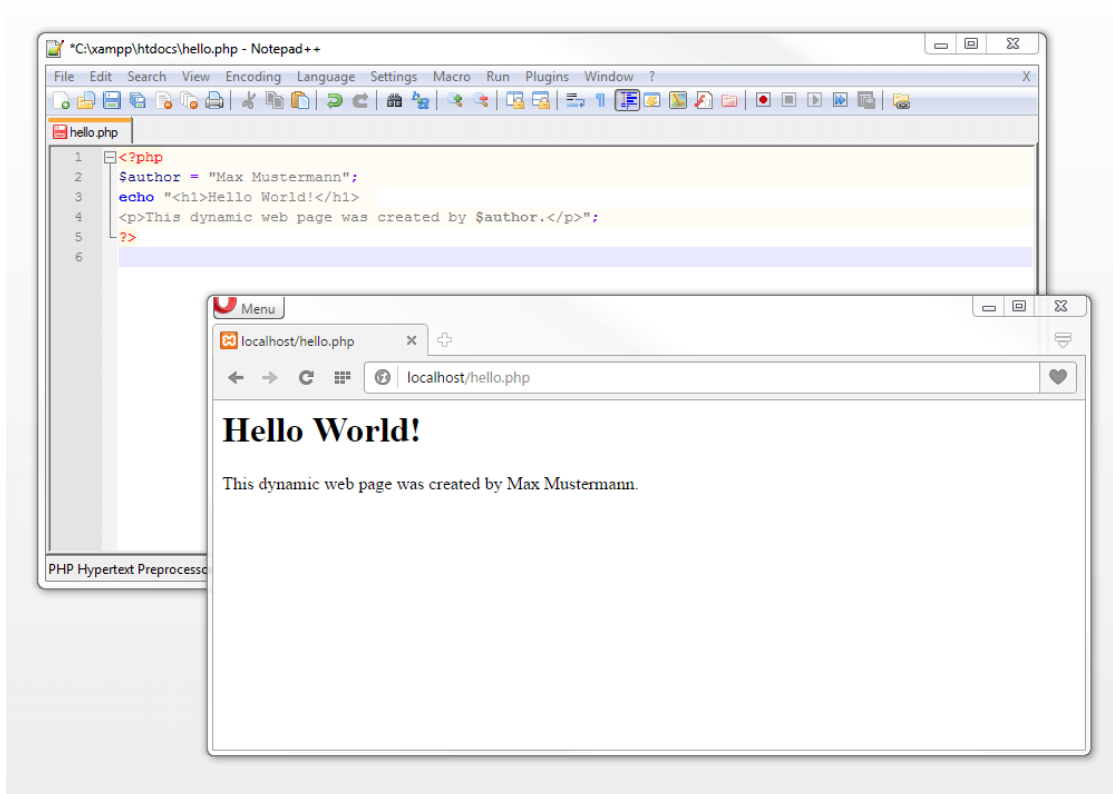 *C:\xampp\htdocs\hello.php - Notepad++
File Edit Search View Encoding Language Settings Macro Run Plugins Window ? X
hello.php
1 <?php
2 $author = "Max Mustermann";
3 echo "<h1>Hello World!</h1>
4 <p>This dynamic web page was created by $author.</p>";
5 ?>
6
Menu
localhost/hello.php
localhost/hello.php
Hello World!
This dynamic web page was created by Max Mustermann.
PHP Hypertext Preprocesso